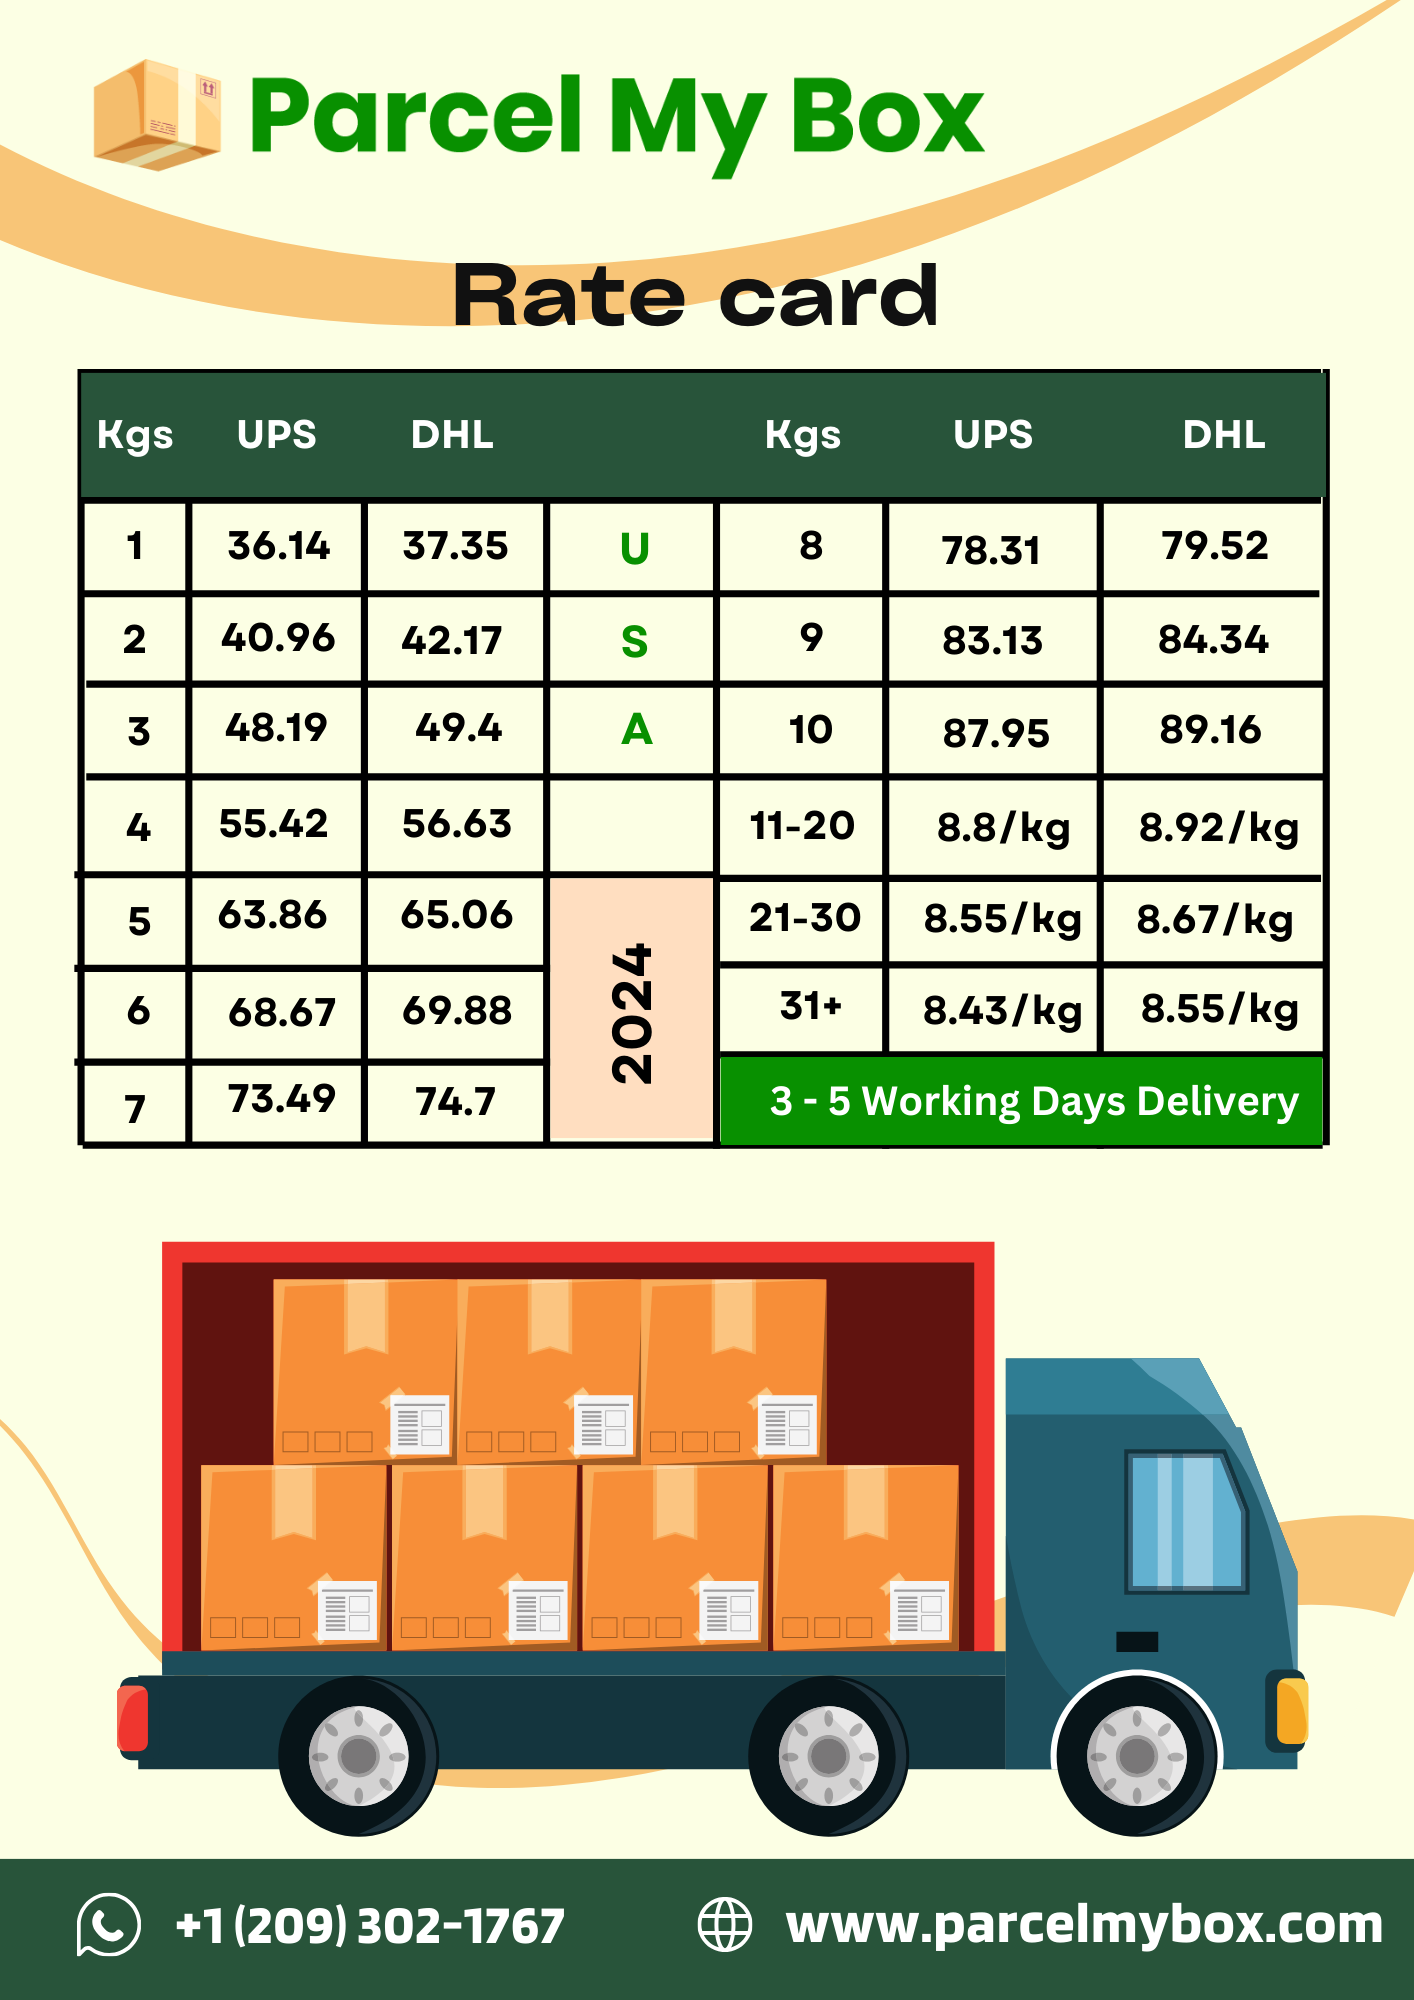 Parcel My Box
Rate card
Kgs UPS DHL Kgs UPS DHL
1 36.14 37.35 U 8 78.31 79.52
2 40.96 42.17 S 9 83.13 84.34
3 48.19 49.4 A 10 87.95 89.16
4 55.42 56.63 11-20 8.8/kg 8.92/kg
5 63.86 65.06 21-30 8.55/kg 8.67/kg
6 68.67 69.88 31+ 8.43/kg 8.55/kg
7 73.49 74.7 2024 3 - 5 Working Days Delivery
+1 (209) 302-1767 www.parcelmybox.com